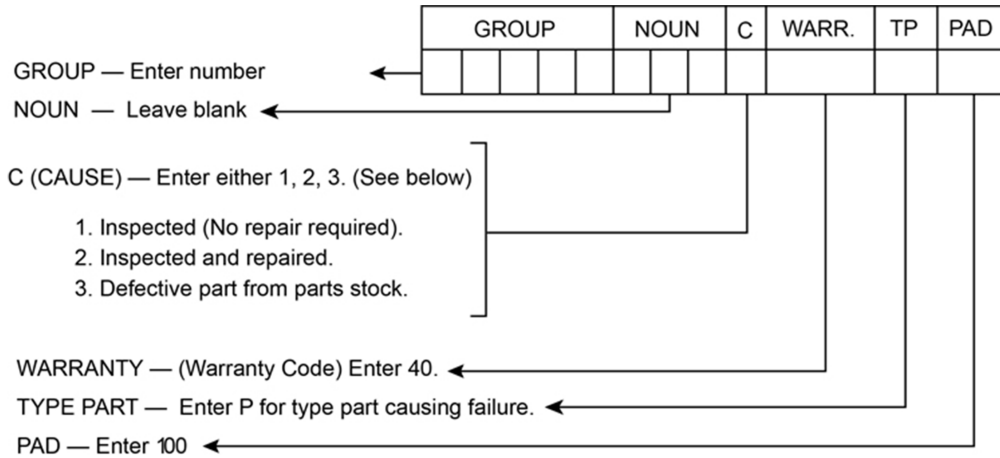 GROUP NOUN C WARR. TP PAD
GROUP — Enter number
NOUN — Leave blank
C (CAUSE) — Enter either 1, 2, 3. (See below)
1. Inspected (No repair required).
2. Inspected and repaired.
3. Defective part from parts stock.
WARRANTY — (Warranty Code) Enter 40.
TYPE PART — Enter P for type part causing failure.
PAD — Enter 100